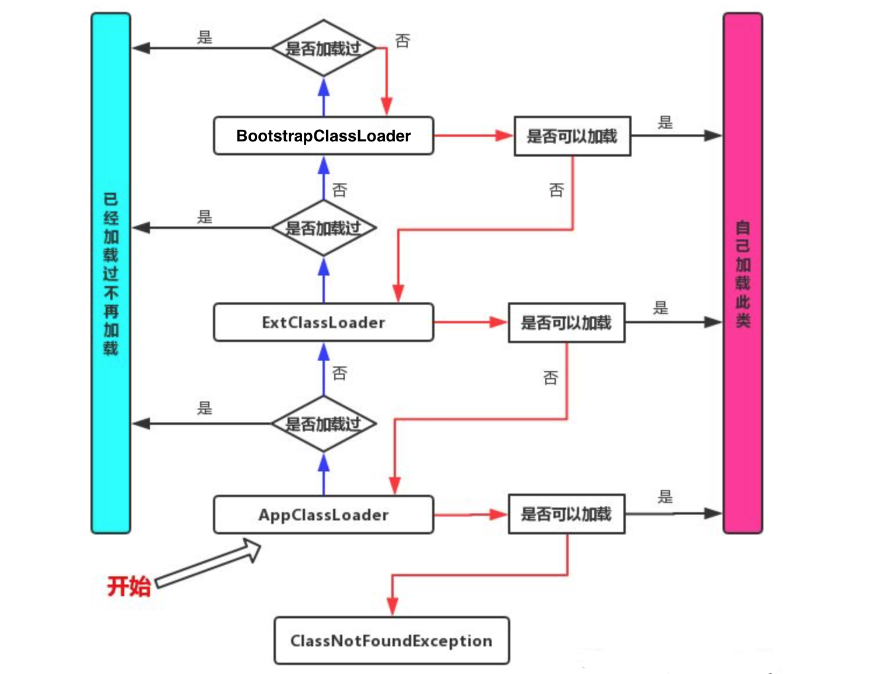 是
是否加载过
否
BootstrapClassLoader
是否可以加载
是
否
否
是
是否加载过
已经加载过不再加载
自己加载此类
ExtClassLoader
是否可以加载
是
否
否
是
是否加载过
AppClassLoader
是否可以加载
是
开始
ClassNotFoundException